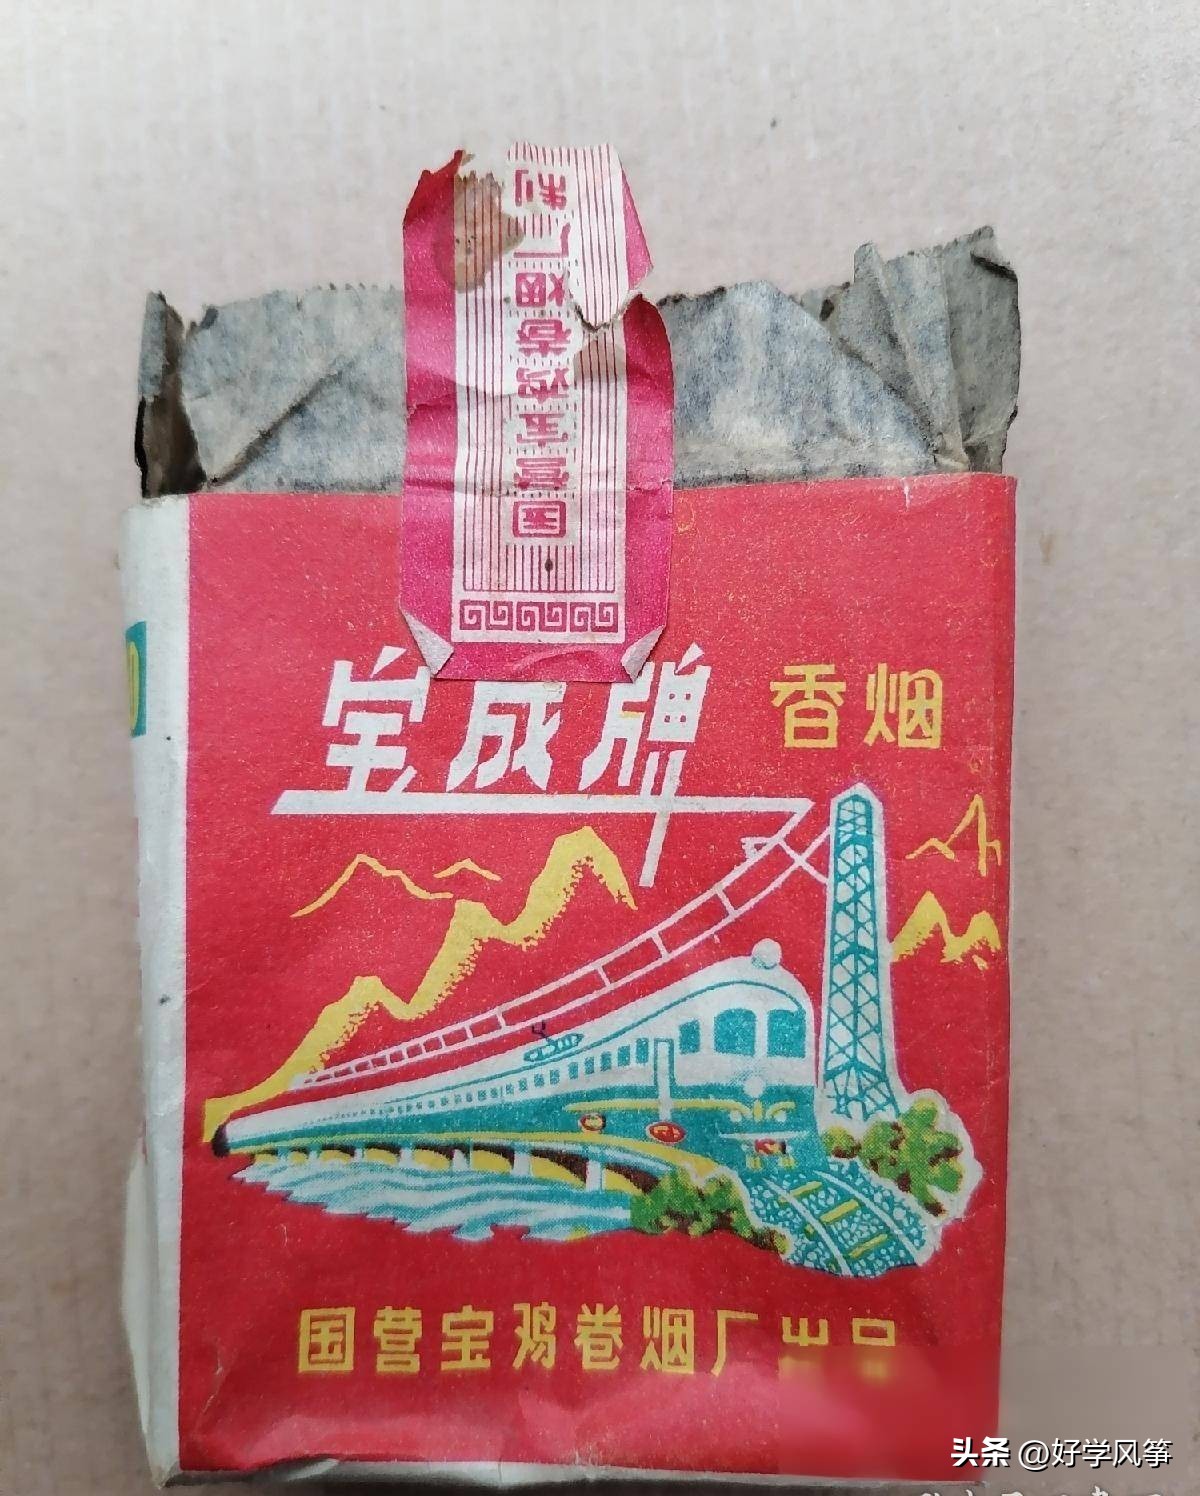 国营宝鸡卷烟厂制
宝成牌 香烟
国营宝鸡卷烟厂出品
头条 @好学风筝